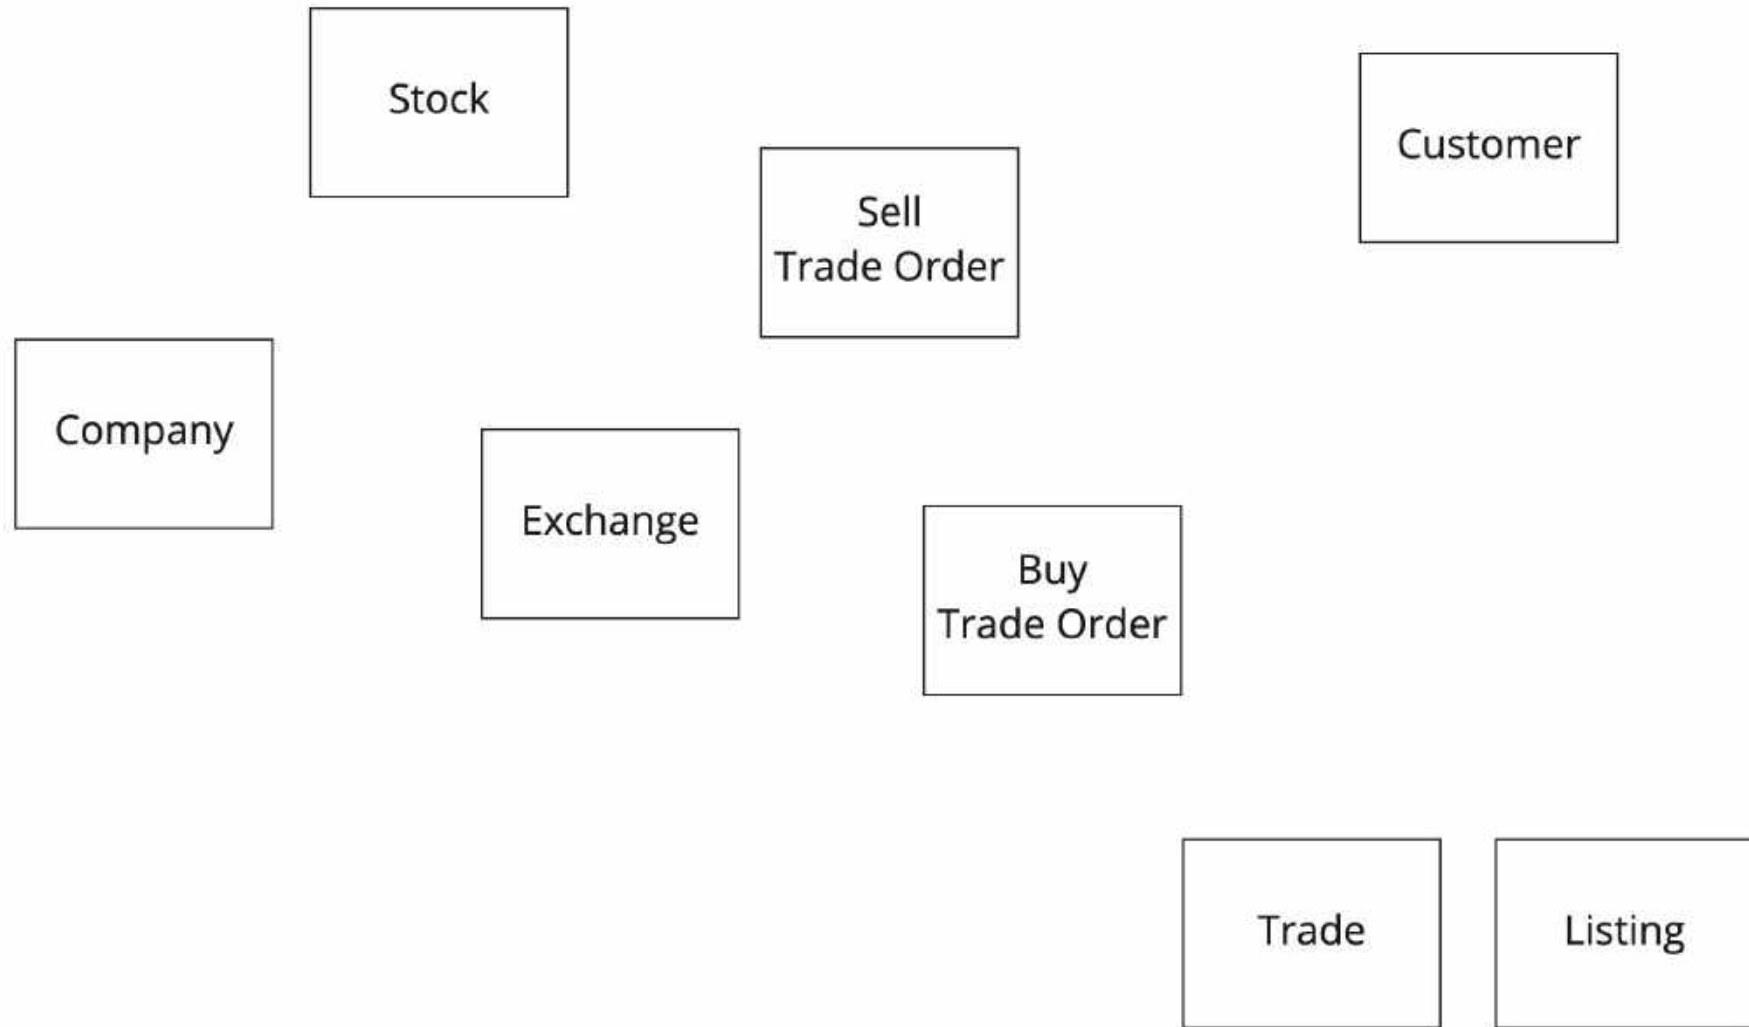 Stock
Customer
Sell
Trade Order
Company
Exchange
Buy
Trade Order
Trade
Listing